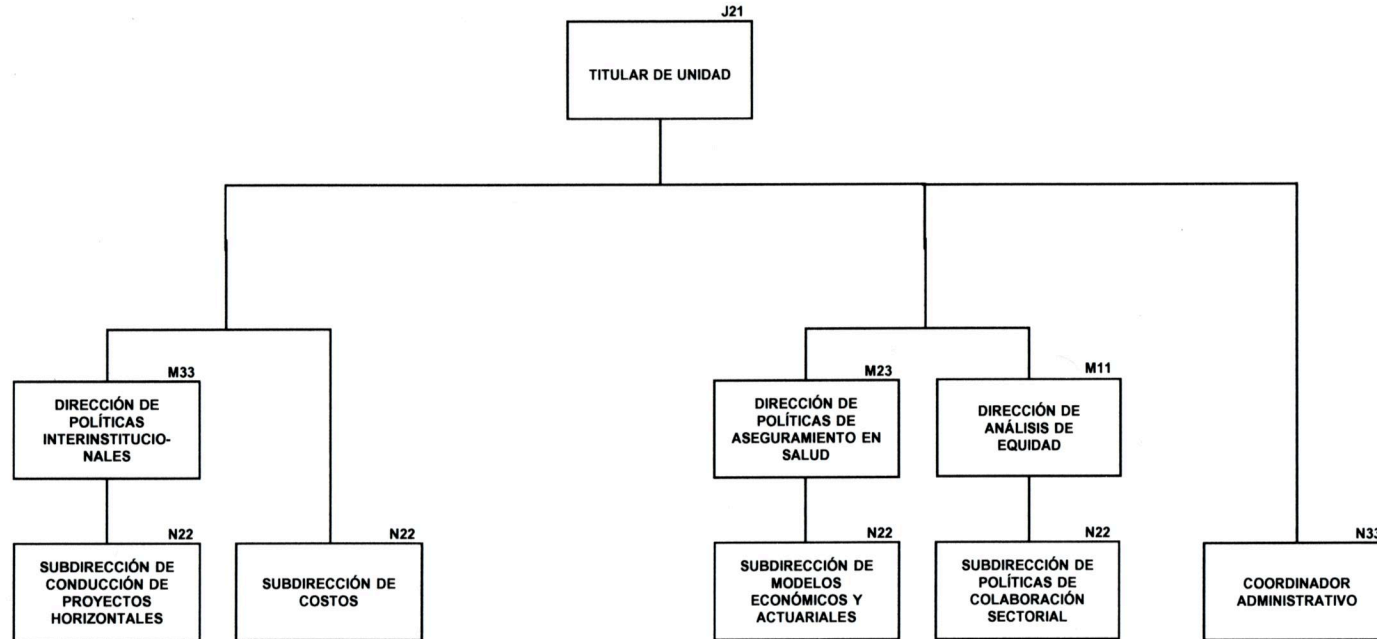 J21
TITULAR DE UNIDAD
M33
DIRECCIÓN DE
POLÍTICAS
INTERINSTITUCIO-
NALES
M23
DIRECCIÓN DE
POLÍTICAS DE
ASEGURAMIENTO EN
SALUD
M11
DIRECCIÓN DE
ANÁLISIS DE
EQUIDAD
N22
SUBDIRECCIÓN DE
CONDUCCIÓN DE
PROYECTOS
HORIZONTALES
N22
SUBDIRECCIÓN DE
COSTOS
N22
SUBDIRECCIÓN DE
MODELOS
ECONÓMICOS Y
ACTUARIALES
N22
SUBDIRECCIÓN DE
POLÍTICAS DE
COLABORACIÓN
SECTORIAL
N33
COORDINADOR
ADMINISTRATIVO